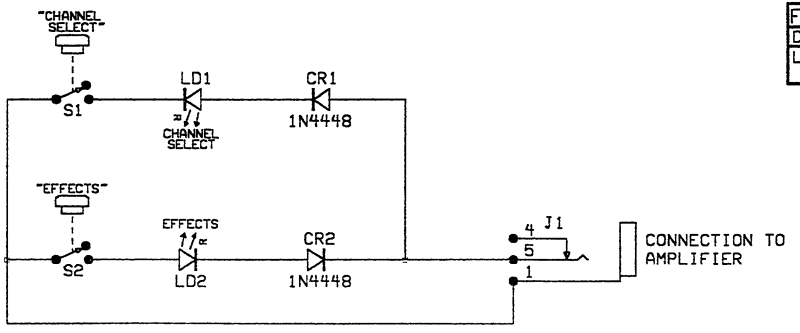 "CHANNEL
SELECT"
LD1
CR1
S1
R
CHANNEL
SELECT
1N4448
"EFFECTS"
EFFECTS
R
CR2
S2
LD2
1N4448
4
J1
5
1
CONNECTION TO
AMPLIFIER
F
D
L